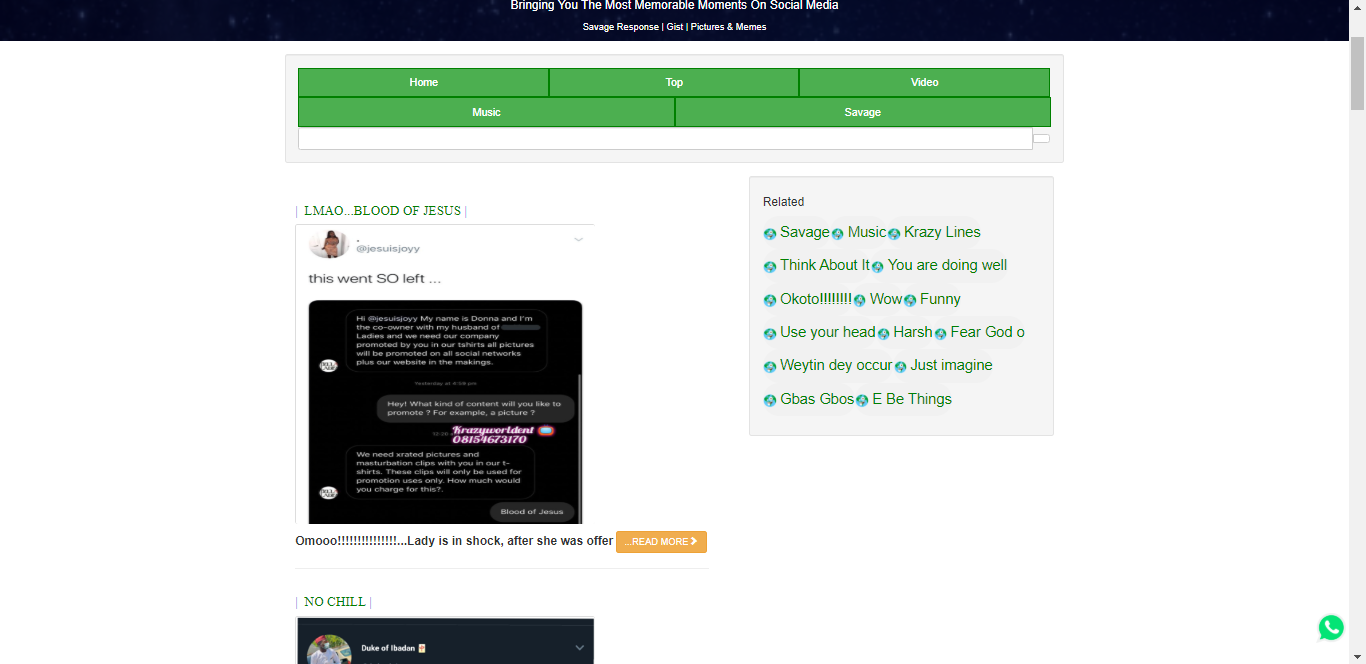 Bringing You The Most Memorable Moments On Social Media
Savage Response | Gist | Pictures & Memes
Home
Top
Video
Music
Savage
| LMAO...BLOOD OF JESUS |
@jesuisjoyy
this went SO left ...
Hi @jesuisjoyy My name is Donna and I'm
the co-owner with my husband of
Ladies and we need our company
promoted by you in our tshirts all pictures
will be promoted on all social networks
plus our website in the makings.
Yesterday at 4:59 pm
Hey! What kind of content will you like to
promote ? For example, a picture ?
Krazyworldent
08154673170
We need xrated pictures and
masturbation clips with you in our t-
shirts. These clips will only be used for
promotion uses only. How much would
you charge for this?.
Blood of Jesus
Omooo!!!!!!!!!!!!!!!...Lady is in shock, after she was offer ...READ MORE
| NO CHILL |
Duke of Ibadan
Related
Savage Music Krazy Lines
Think About It You are doing well
Okoto!!!!!!!! Wow Funny
Use your head Harsh Fear God o
Weytin dey occur Just imagine
Gbas Gbos E Be Things